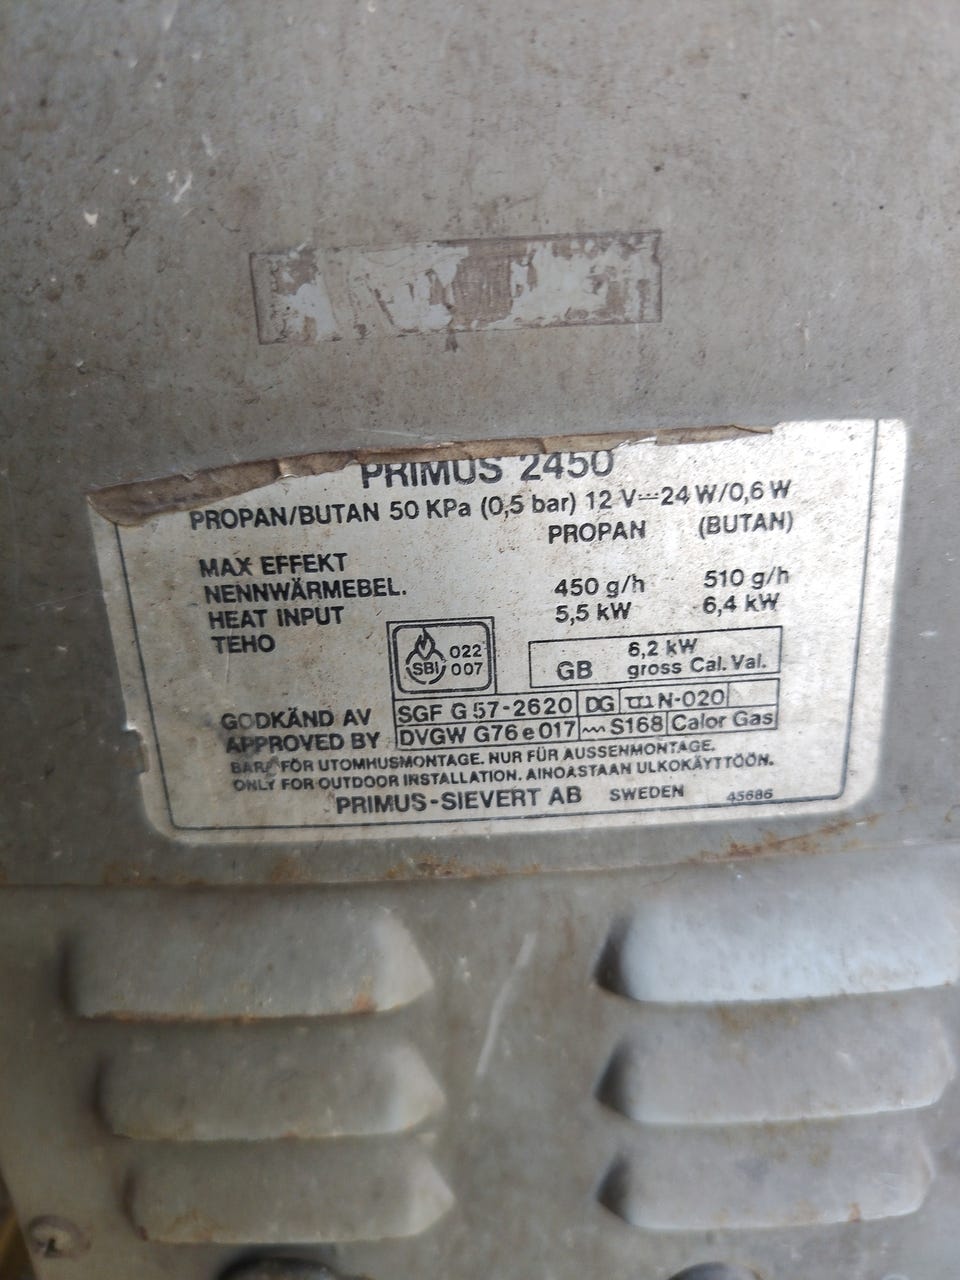 PRIMUS 2450
PROPAN/BUTAN 50 KPa (0,5 bar) 12 V⎓24 W/0,6 W
PROPAN (BUTAN)
MAX EFFEKT
NENNWÄRMEBEL. 450 g/h 510 g/h
HEAT INPUT 5,5 kW 6,4 kW
TEHO
SBI 022 007
GB 6,2 kW gross Cal. Val.
GODKÄND AV SGF G 57-2620 DG N-020
APPROVED BY DVGW G76 e 017 ~ S168 Calor Gas
BARA FÖR UTOMHUSMONTAGE. NUR FÜR AUSSENMONTAGE.
ONLY FOR OUTDOOR INSTALLATION. AINOASTAAN ULKOKÄYTTÖÖN.
PRIMUS-SIEVERT AB SWEDEN 45686